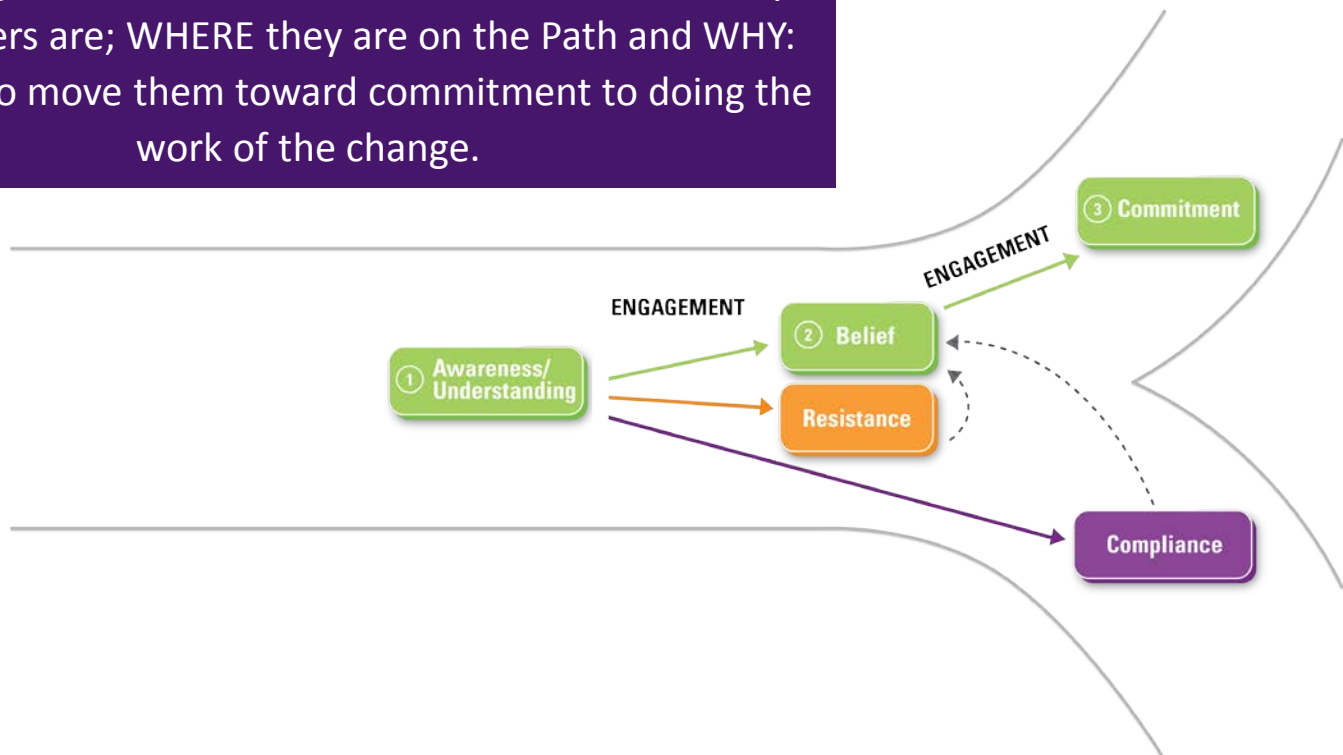 ers are; WHERE they are on the Path and WHY:
o move them toward commitment to doing the
work of the change.
3 Commitment
ENGAGEMENT
ENGAGEMENT
2 Belief
1 Awareness/
Understanding
Resistance
Compliance